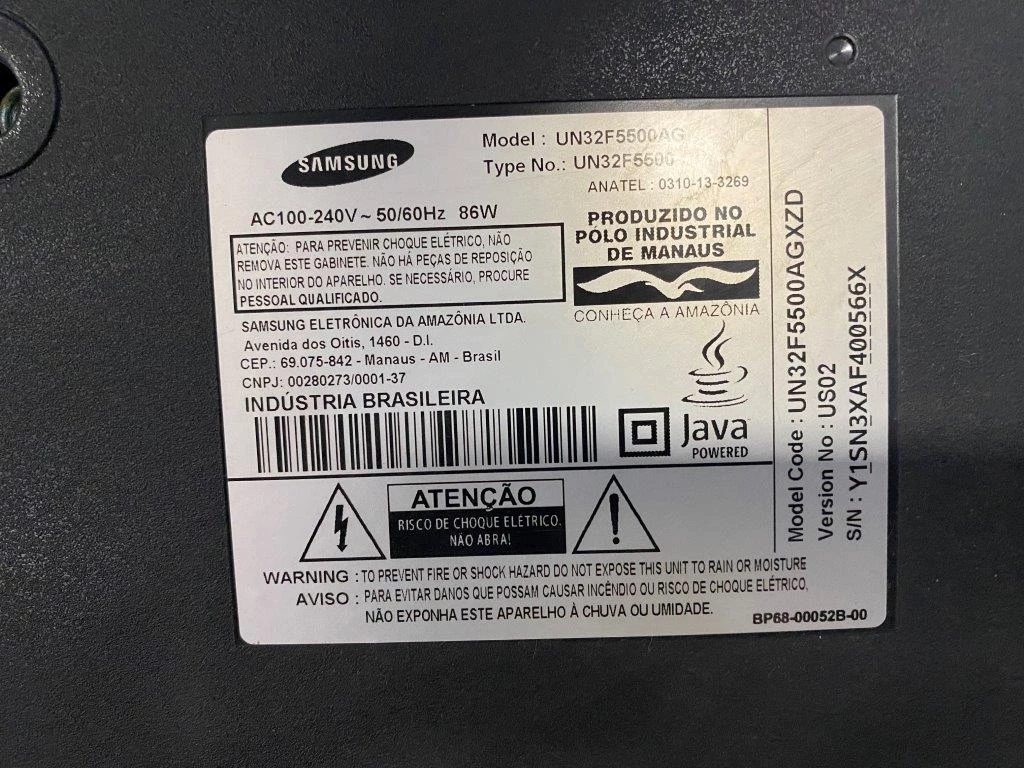 SAMSUNG
Model : UN32F5500AG
Type No.: UN32F5500
ANATEL : 0310-13-3269
AC100-240V ~ 50/60Hz 86W
ATENÇÃO: PARA PREVENIR CHOQUE ELÉTRICO, NÃO
REMOVA ESTE GABINETE. NÃO HÁ PEÇAS DE REPOSIÇÃO
NO INTERIOR DO APARELHO. SE NECESSÁRIO, PROCURE
PESSOAL QUALIFICADO.
PRODUZIDO NO
PÓLO INDUSTRIAL
DE MANAUS
CONHEÇA A AMAZÔNIA
SAMSUNG ELETRÔNICA DA AMAZÔNIA LTDA.
Avenida dos Oitis, 1460 - D.I.
CEP.: 69.075-842 - Manaus - AM - Brasil
CNPJ: 00280273/0001-37
INDÚSTRIA BRASILEIRA
Java
POWERED
Model Code : UN32F5500AGXZD
Version No : US02
S/N : Y1SN3XAF400566X
ATENÇÃO
RISCO DE CHOQUE ELÉTRICO.
NÃO ABRA!
WARNING : TO PREVENT FIRE OR SHOCK HAZARD DO NOT EXPOSE THIS UNIT TO RAIN OR MOISTURE
AVISO : PARA EVITAR DANOS QUE POSSAM CAUSAR INCÊNDIO OU RISCO DE CHOQUE ELÉTRICO,
NÃO EXPONHA ESTE APARELHO À CHUVA OU UMIDADE.
BP68-00052B-00